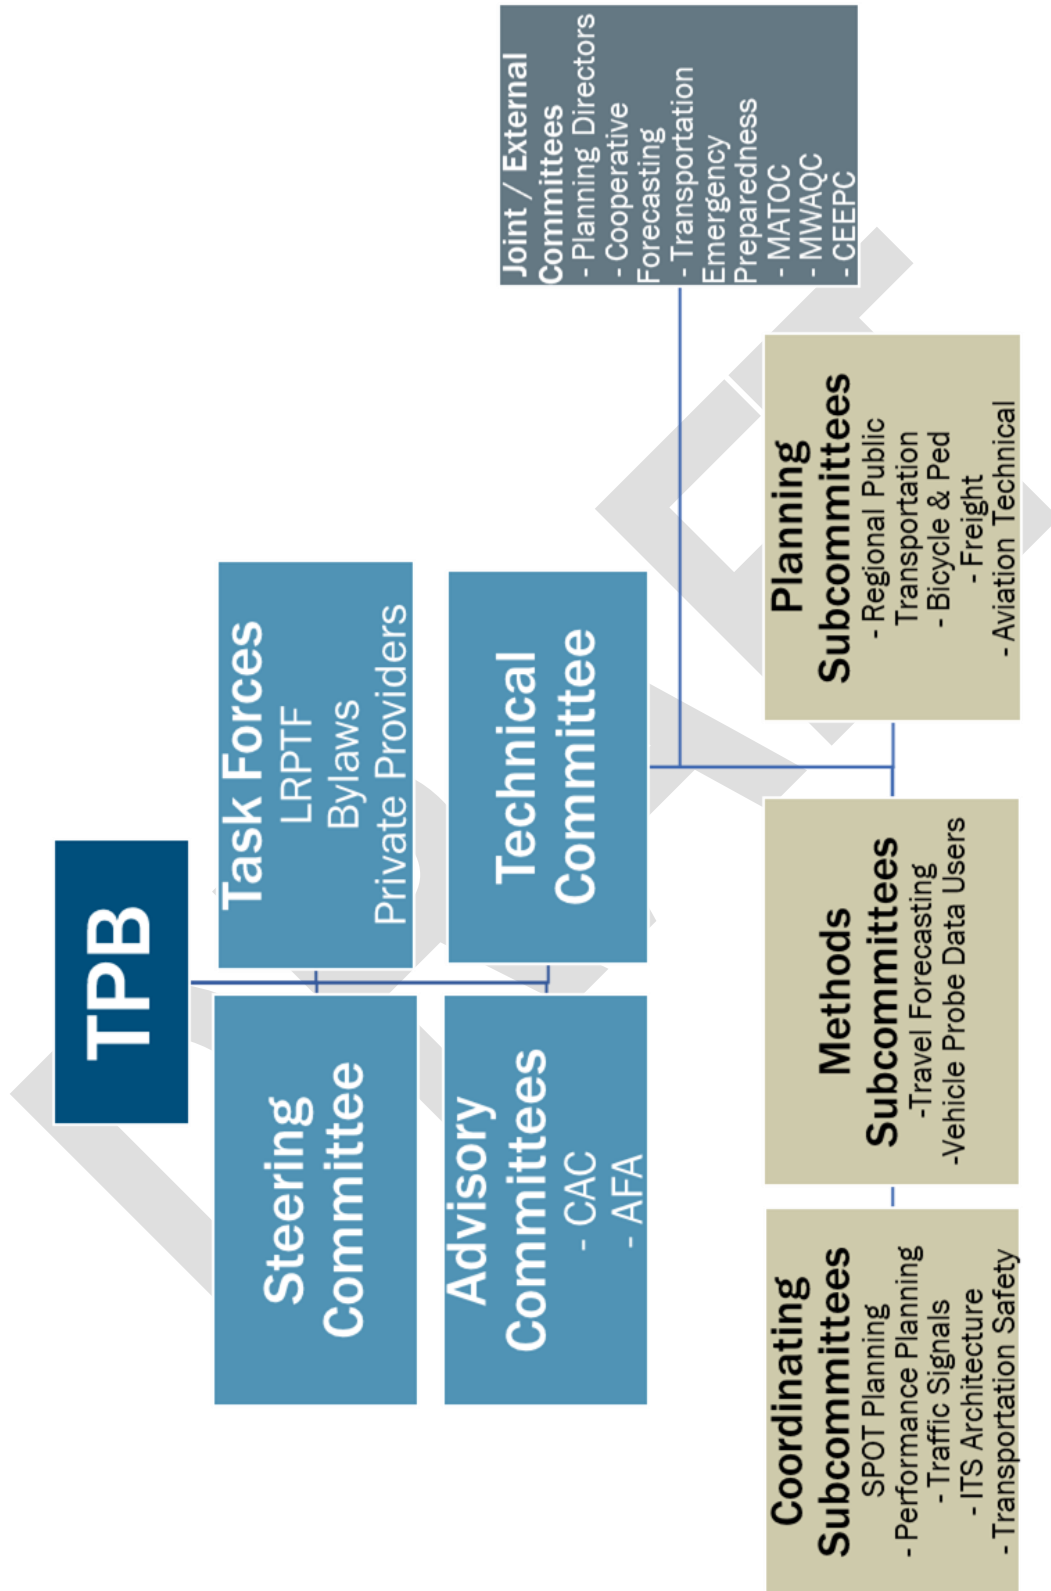 TPB
Steering
Committee
Task Forces
LRPTF
Bylaws
Private Providers
Advisory
Committees
- CAC
- AFA
Technical
Committee
Joint / External
Committees
- Planning Directors
- Cooperative
Forecasting
- Transportation
Emergency
Preparedness
- MATOC
- MWAQC
- CEEPC
Coordinating
Subcommittees
SPOT Planning
- Performance Planning
- Traffic Signals
- ITS Architecture
- Transportation Safety
Methods
Subcommittees
-Travel Forecasting
-Vehicle Probe Data Users
Planning
Subcommittees
- Regional Public
Transportation
- Bicycle & Ped
- Freight
- Aviation Technical
DRAFT